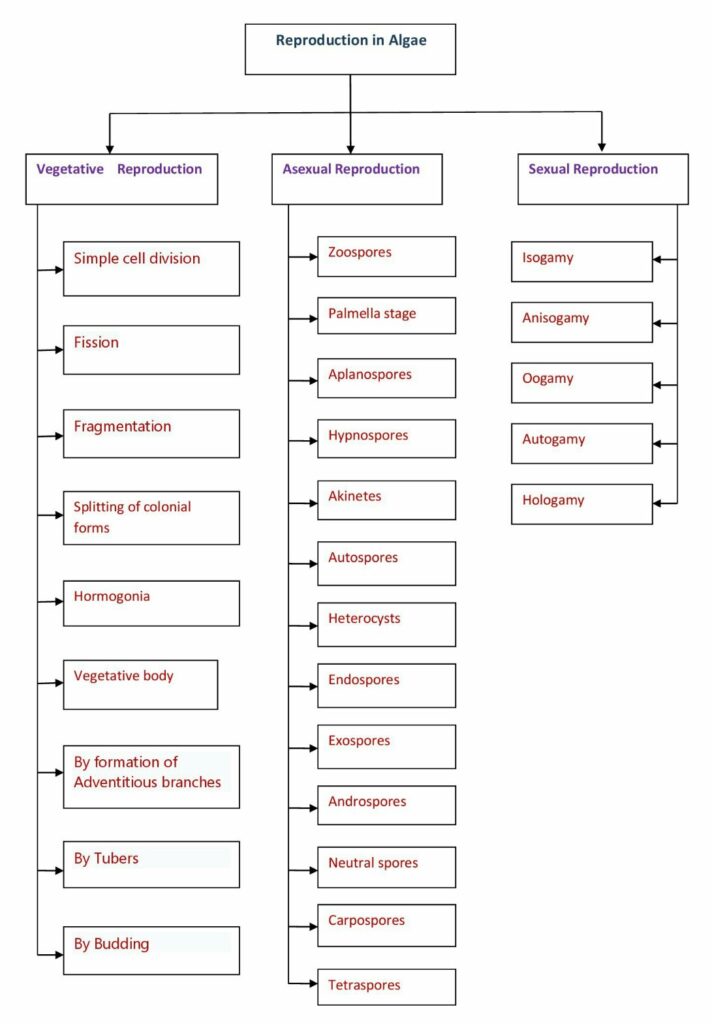 Reproduction in Algae
Vegetative Reproduction
Simple cell division
Fission
Fragmentation
Splitting of colonial
forms
Hormogonia
Vegetative body
By formation of
Adventitious branches
By Tubers
By Budding
Asexual Reproduction
Zoospores
Palmella stage
Aplanospores
Hypnospores
Akinetes
Autospores
Heterocysts
Endospores
Exospores
Androspores
Neutral spores
Carpospores
Tetraspores
Sexual Reproduction
Isogamy
Anisogamy
Oogamy
Autogamy
Hologamy